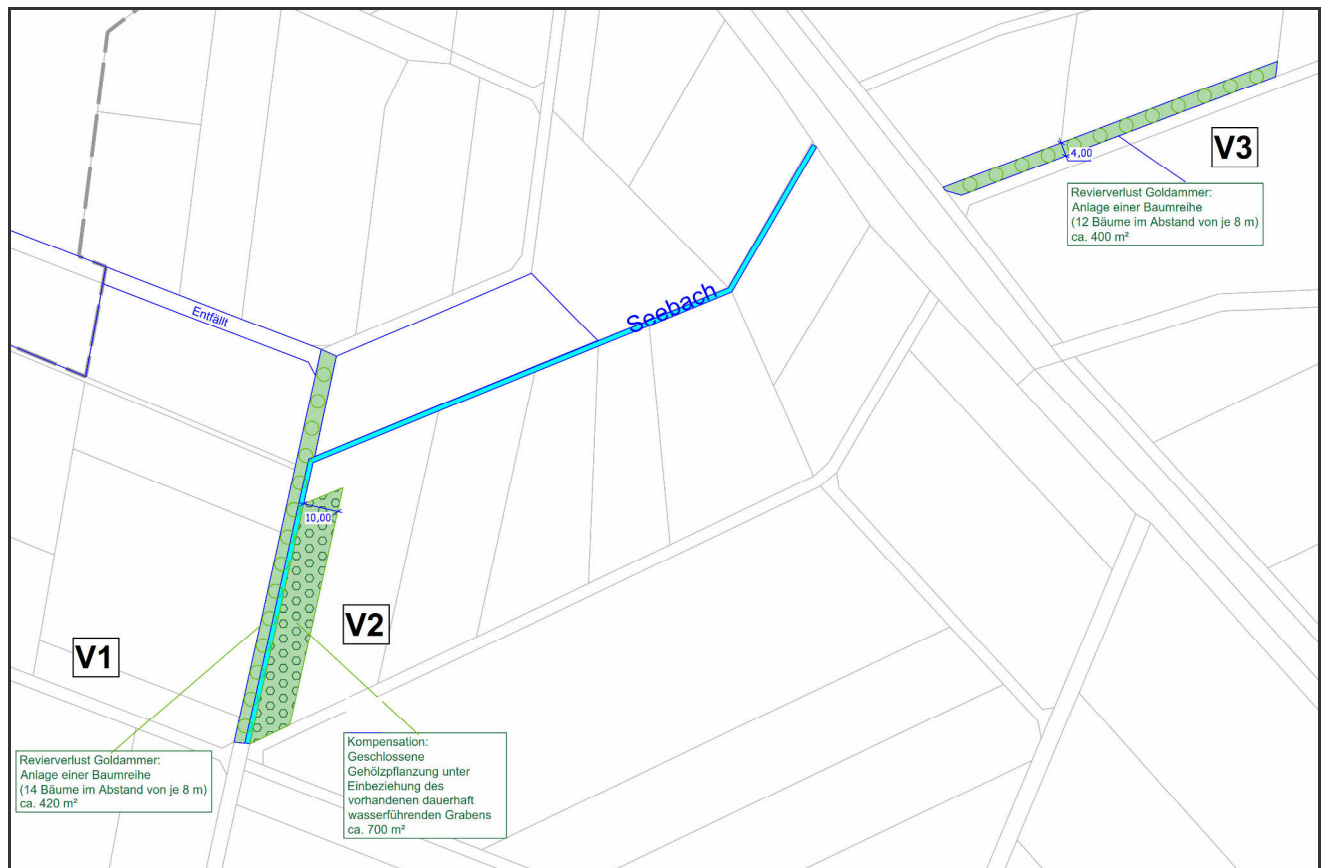 V3
4,00
Revierverlust Goldammer:
Anlage einer Baumreihe
(12 Bäume im Abstand von je 8 m)
ca. 400 m²
Seebach
Entfällt
10,00
V2
V1
Revierverlust Goldammer:
Anlage einer Baumreihe
(14 Bäume im Abstand von je 8 m)
ca. 420 m²
Kompensation:
Geschlossene
Gehölzpflanzung unter
Einbeziehung des
vorhandenen dauerhaft
wasserführenden Grabens
ca. 700 m²